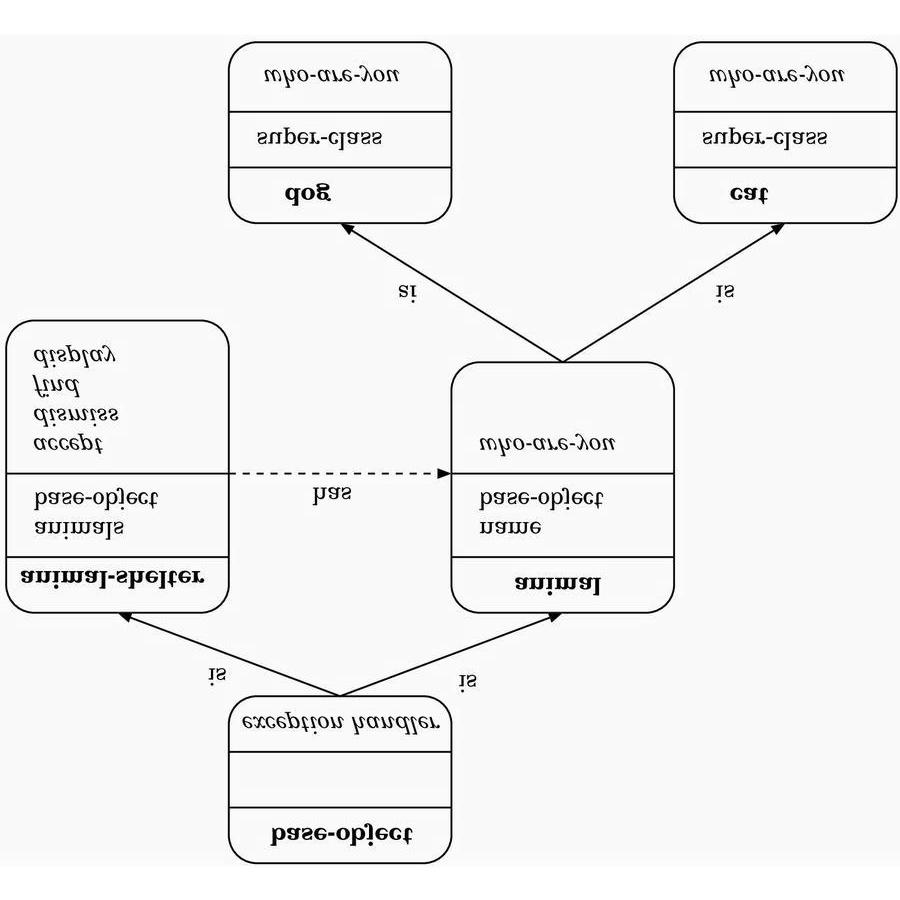 base-object
exception handler
is
is
animal-shelter
animals
base-object
accept
dismiss
find
display
has
animal
name
base-object
who-are-you
si
is
dog
super-class
who-are-you
cat
super-class
who-are-you